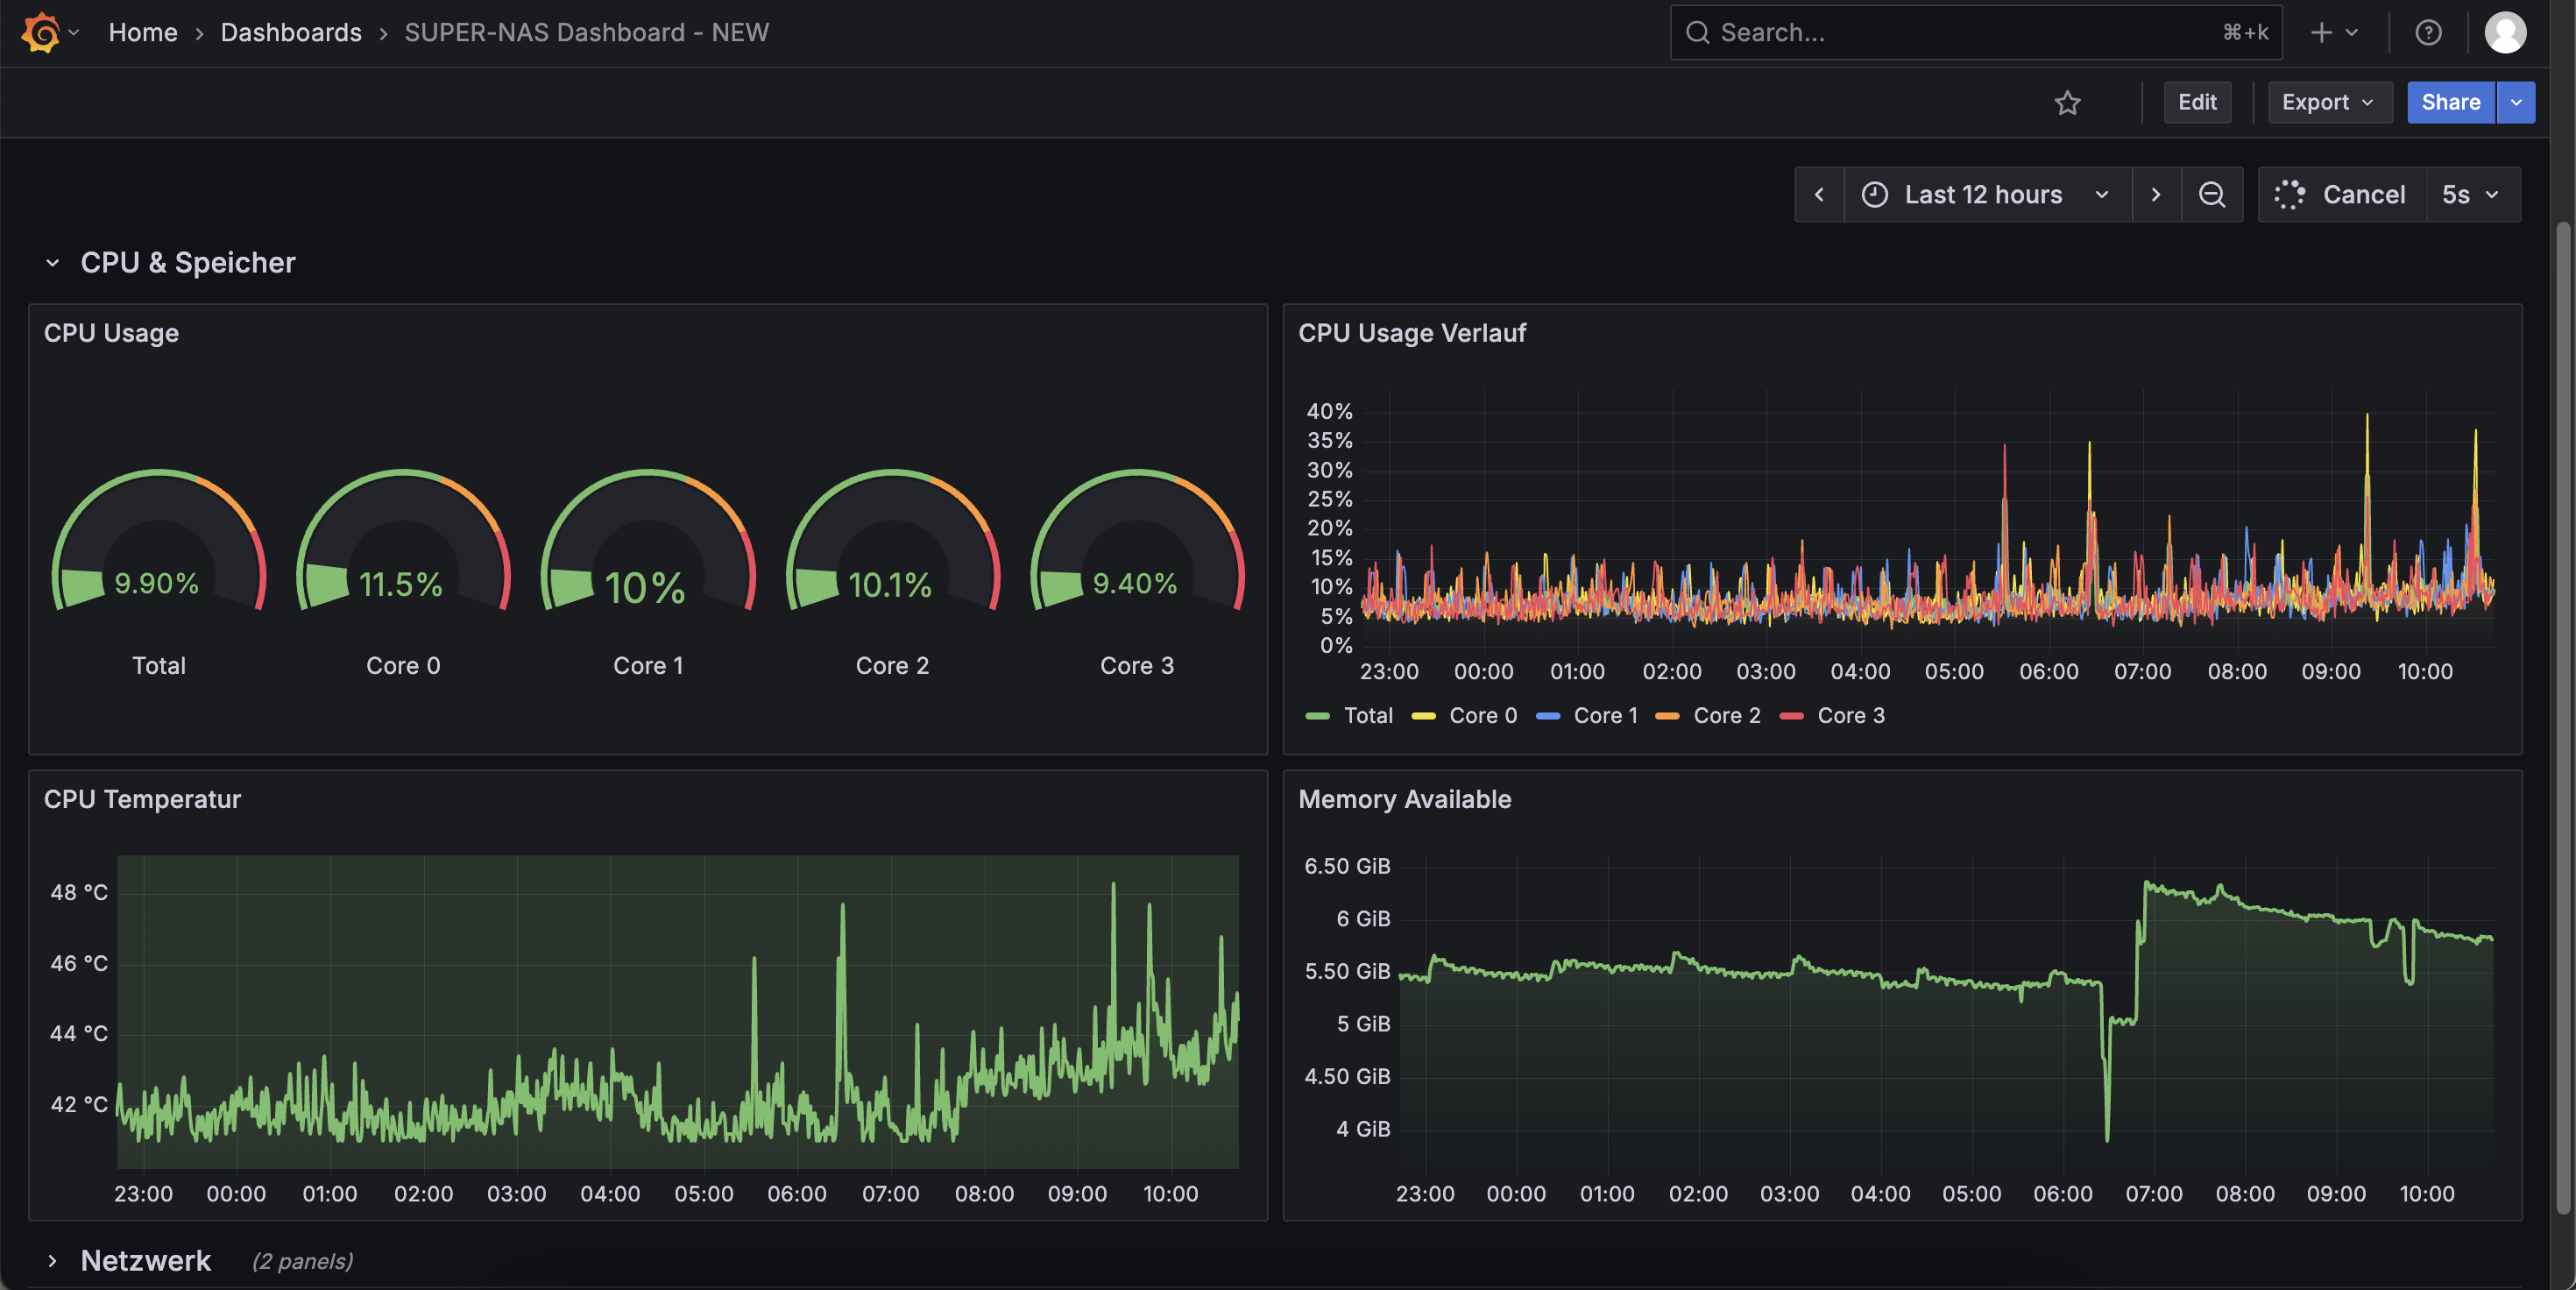 Home › Dashboards › SUPER-NAS Dashboard - NEW
Search... ⌘+k
Edit Export Share
Last 12 hours Cancel 5s
CPU & Speicher
CPU Usage
9.90% 11.5% 10% 10.1% 9.40%
Total Core 0 Core 1 Core 2 Core 3
CPU Usage Verlauf
40%
35%
30%
25%
20%
15%
10%
5%
0%
23:00 00:00 01:00 02:00 03:00 04:00 05:00 06:00 07:00 08:00 09:00 10:00
Total Core 0 Core 1 Core 2 Core 3
CPU Temperatur
48 °C
46 °C
44 °C
42 °C
23:00 00:00 01:00 02:00 03:00 04:00 05:00 06:00 07:00 08:00 09:00 10:00
Memory Available
6.50 GiB
6 GiB
5.50 GiB
5 GiB
4.50 GiB
4 GiB
23:00 00:00 01:00 02:00 03:00 04:00 05:00 06:00 07:00 08:00 09:00 10:00
Netzwerk (2 panels)